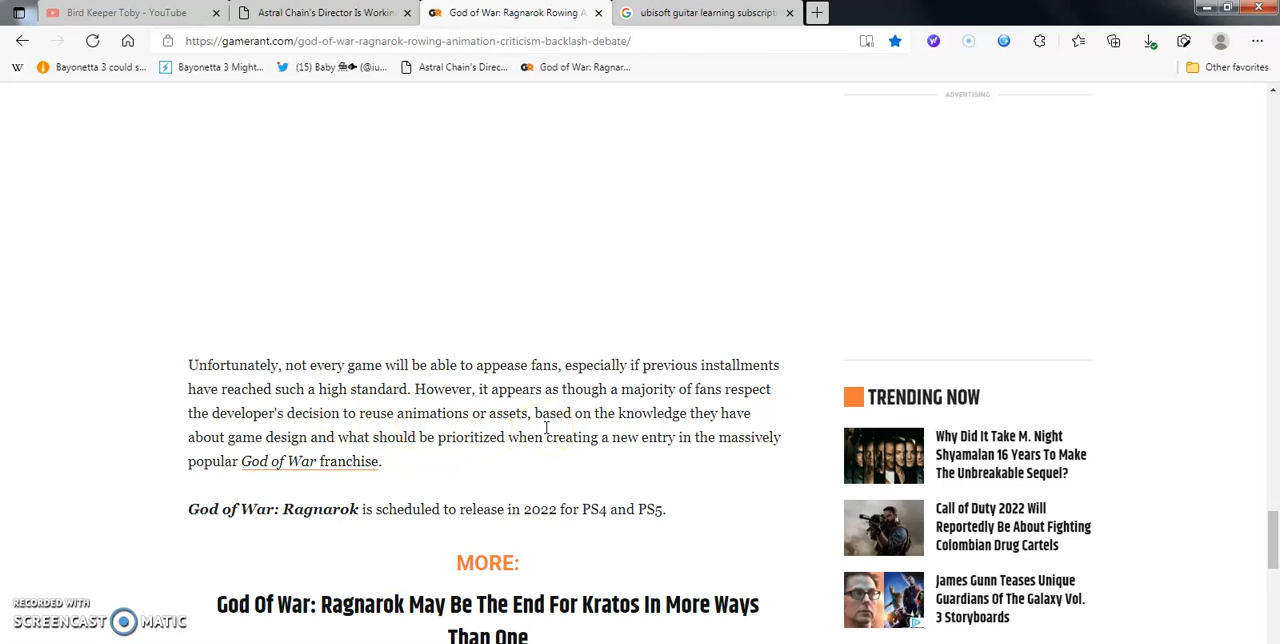 Bird Keeper Toby - YouTube
Astral Chain's Director Is Workin
God of War: Ragnarok Rowing A
ubisoft guitar learning subscripti
https://gamerant.com/god-of-war-ragnarok-rowing-animation-criticism-backlash-debate/
W
Bayonetta 3 could s...
Bayonetta 3 Might...
Astral Chain's Direc...
God of War: Ragnar...
Other favorites
ADVERTISING
Unfortunately, not every game will be able to appease fans, especially if previous installments
have reached such a high standard. However, it appears as though a majority of fans respect
the developer's decision to reuse animations or assets, based on the knowledge they have
about game design and what should be prioritized when creating a new entry in the massively
popular God of War franchise.
God of War: Ragnarok is scheduled to release in 2022 for PS4 and PS5.
MORE:
God Of War: Ragnarok May Be The End For Kratos In More Ways
Than One
TRENDING NOW
Why Did It Take M. Night
Shyamalan 16 Years To Make
The Unbreakable Sequel?
Call of Duty 2022 Will
Reportedly Be About Fighting
Colombian Drug Cartels
James Gunn Teases Unique
Guardians Of The Galaxy Vol.
3 Storyboards
RECORDED WITH
SCREENCAST MATIC